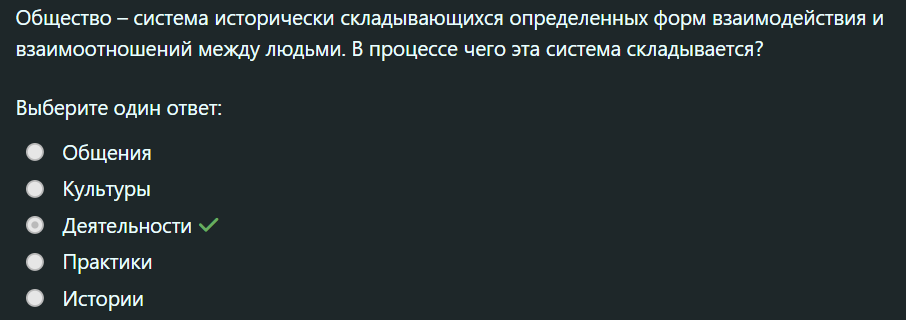 Общество – система исторически складывающихся определенных форм взаимодействия и
взаимоотношений между людьми. В процессе чего эта система складывается?
Выберите один ответ:
Общения
Культуры
Деятельности
Практики
Истории